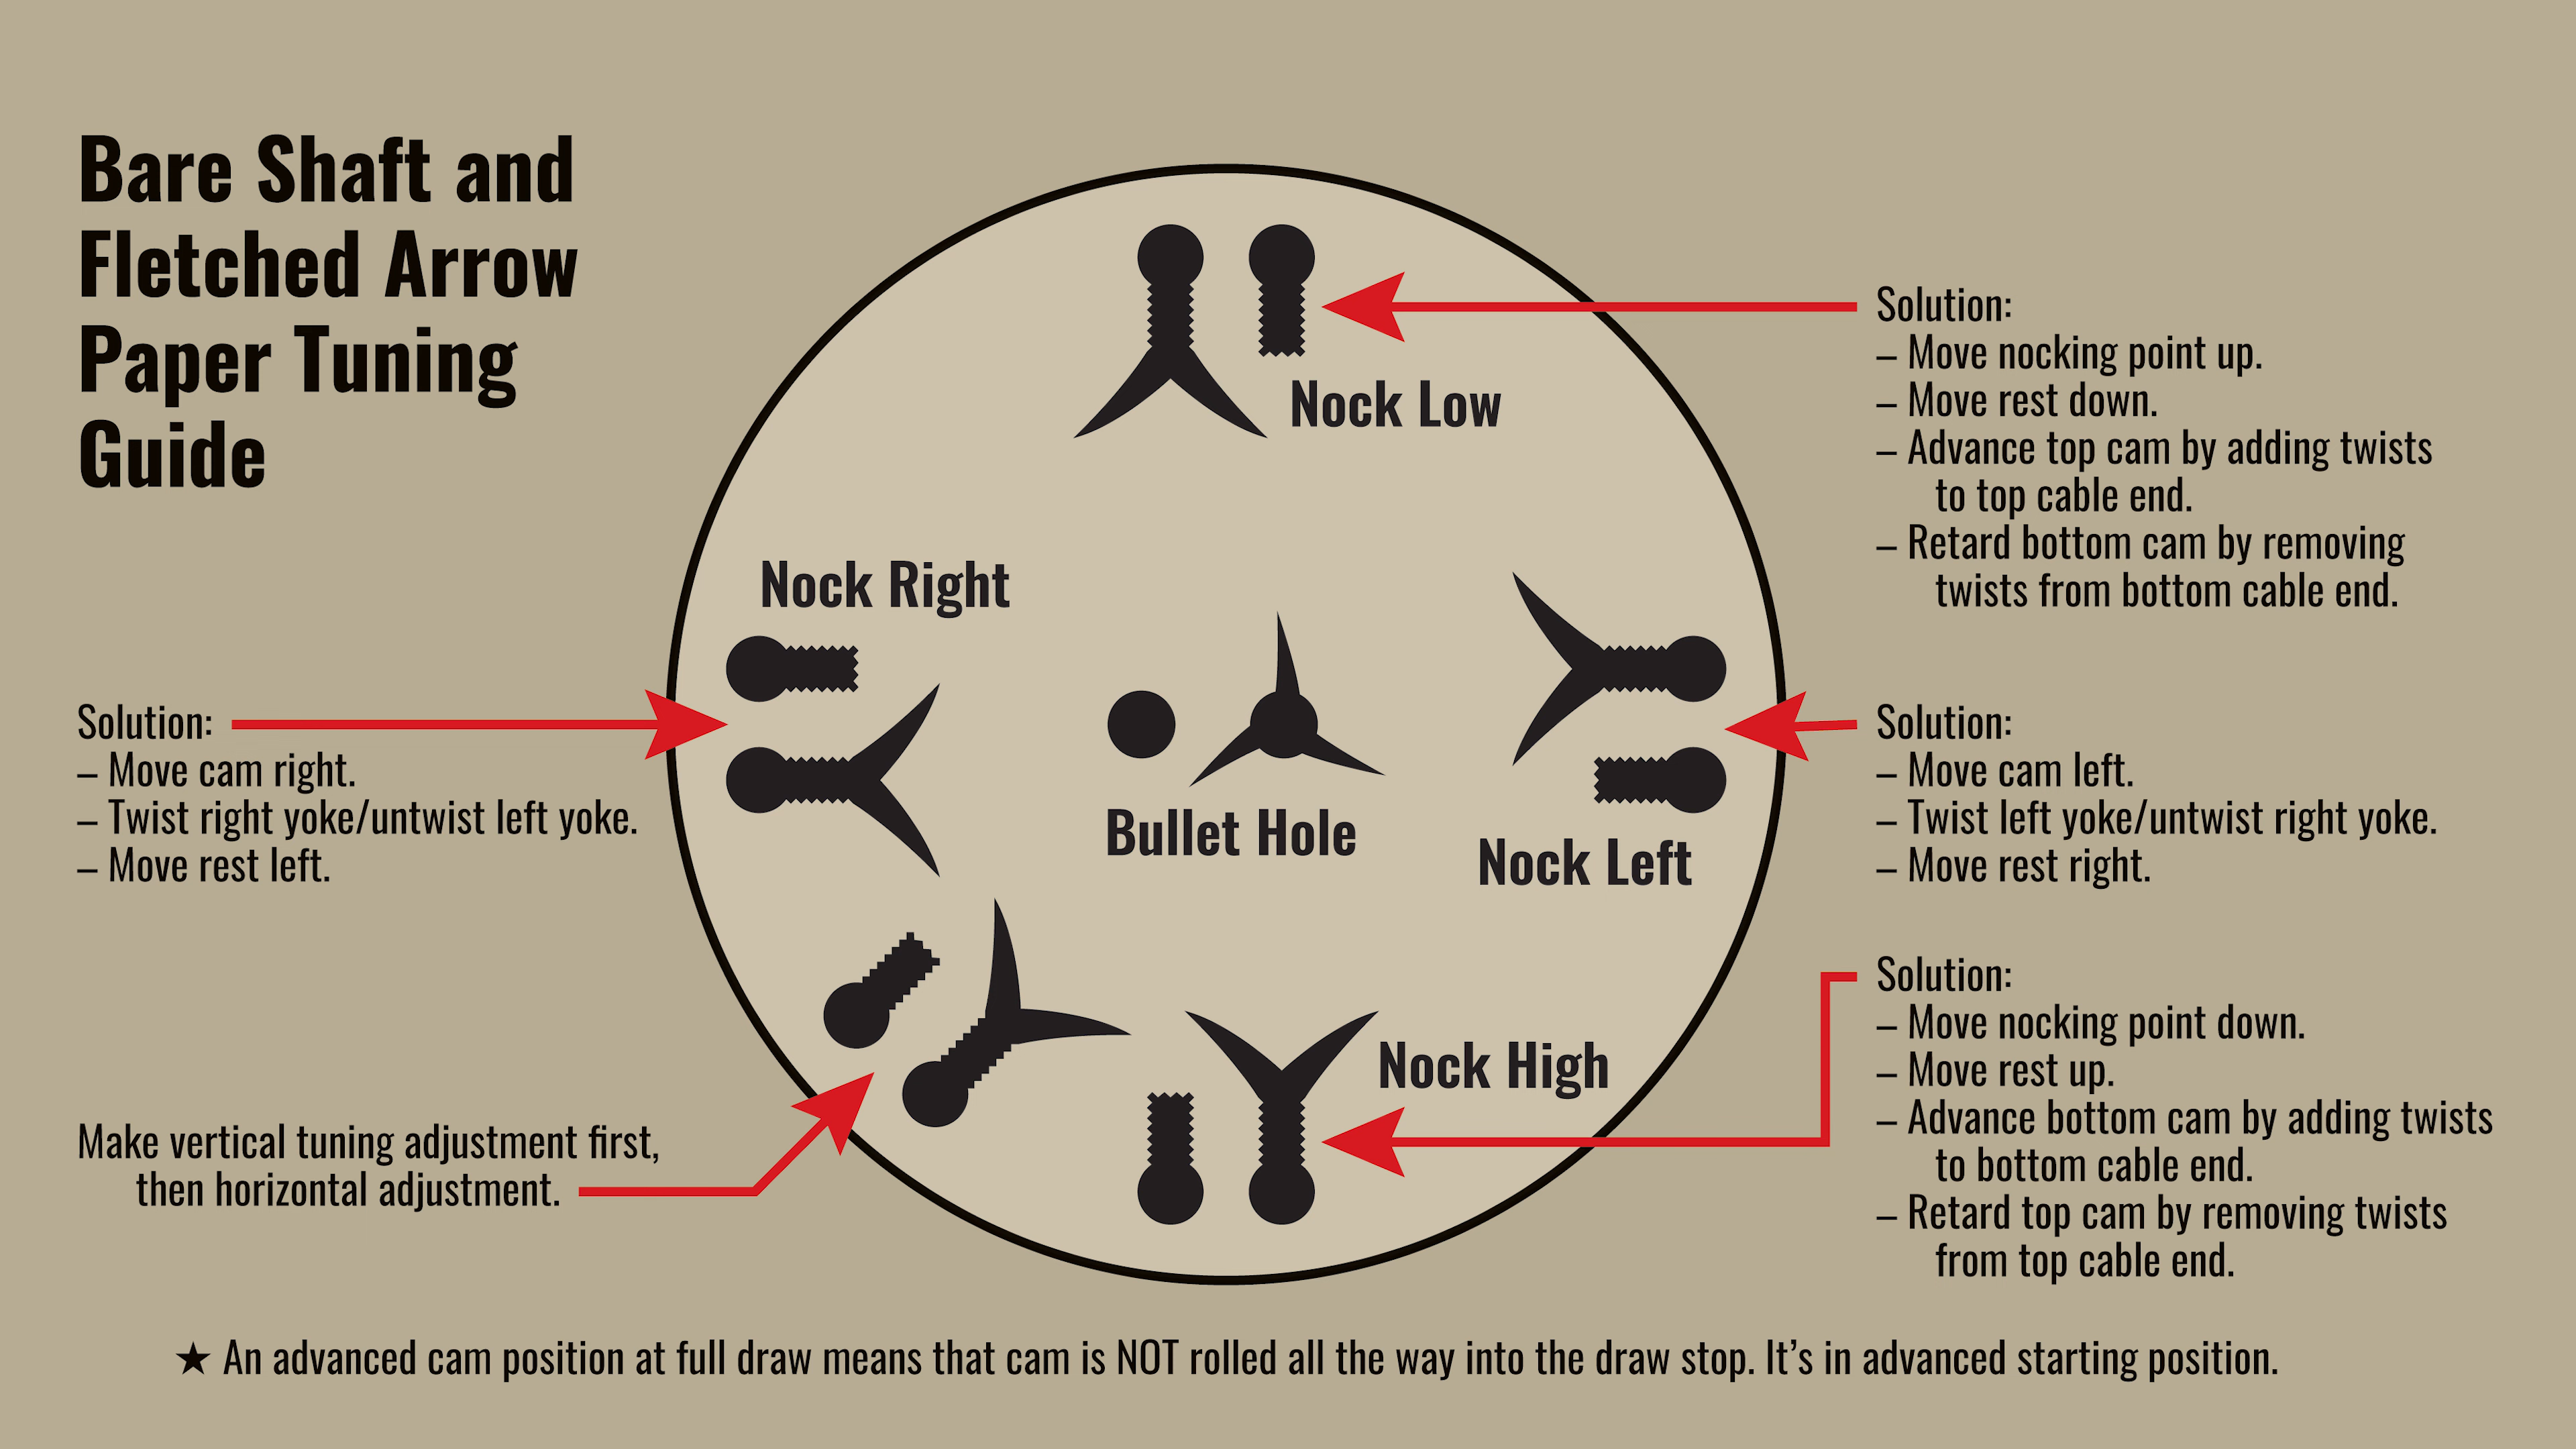 Bare Shaft and
Fletched Arrow
Paper Tuning
Guide
Nock Low
Solution:
– Move nocking point up.
– Move rest down.
– Advance top cam by adding twists
to top cable end.
– Retard bottom cam by removing
twists from bottom cable end.
Nock Right
Solution:
– Move cam right.
– Twist right yoke/untwist left yoke.
– Move rest left.
Bullet Hole
Nock Left
Solution:
– Move cam left.
– Twist left yoke/untwist right yoke.
– Move rest right.
Make vertical tuning adjustment first,
then horizontal adjustment.
Nock High
Solution:
– Move nocking point down.
– Move rest up.
– Advance bottom cam by adding twists
to bottom cable end.
– Retard top cam by removing twists
from top cable end.
★ An advanced cam position at full draw means that cam is NOT rolled all the way into the draw stop. It’s in advanced starting position.